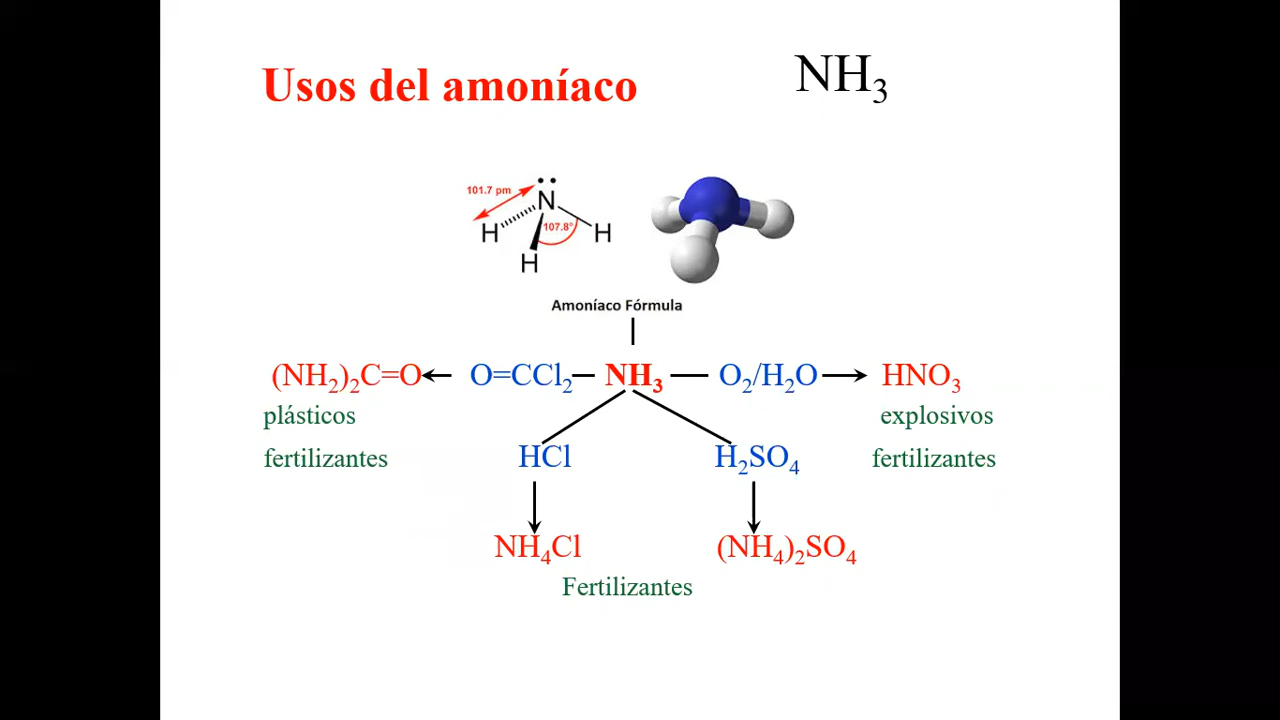 Usos del amoníaco
NH₃
101.7 pm
N
107.8°
H
H
H
Amoníaco Fórmula
(NH₂)₂C=O O=CCl₂ NH₃ O₂/H₂O HNO₃
plásticos explosivos
fertilizantes HCl H₂SO₄ fertilizantes
NH₄Cl (NH₄)₂SO₄
Fertilizantes